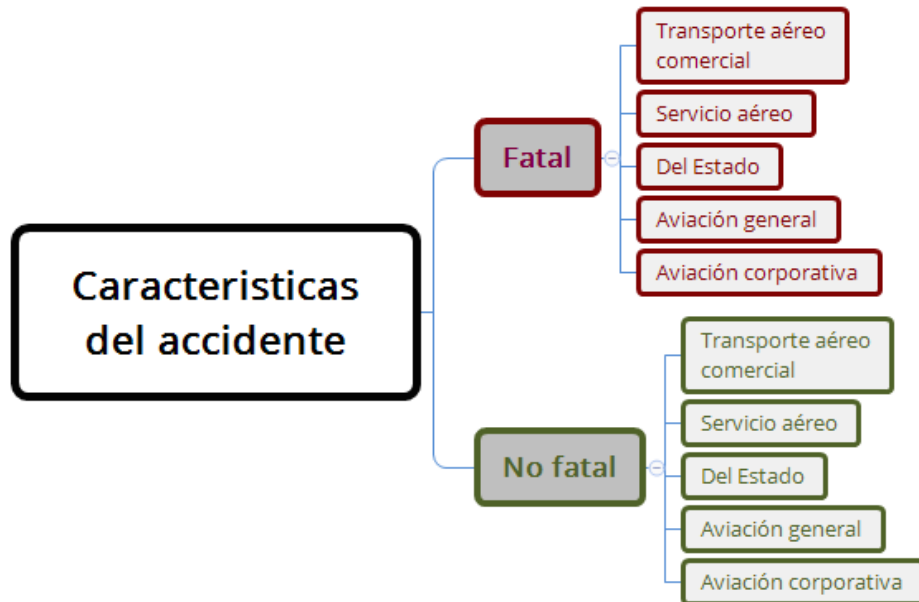 Caracteristicas
del accidente
Fatal
Transporte aéreo
comercial
Servicio aéreo
Del Estado
Aviación general
Aviación corporativa
No fatal
Transporte aéreo
comercial
Servicio aéreo
Del Estado
Aviación general
Aviación corporativa